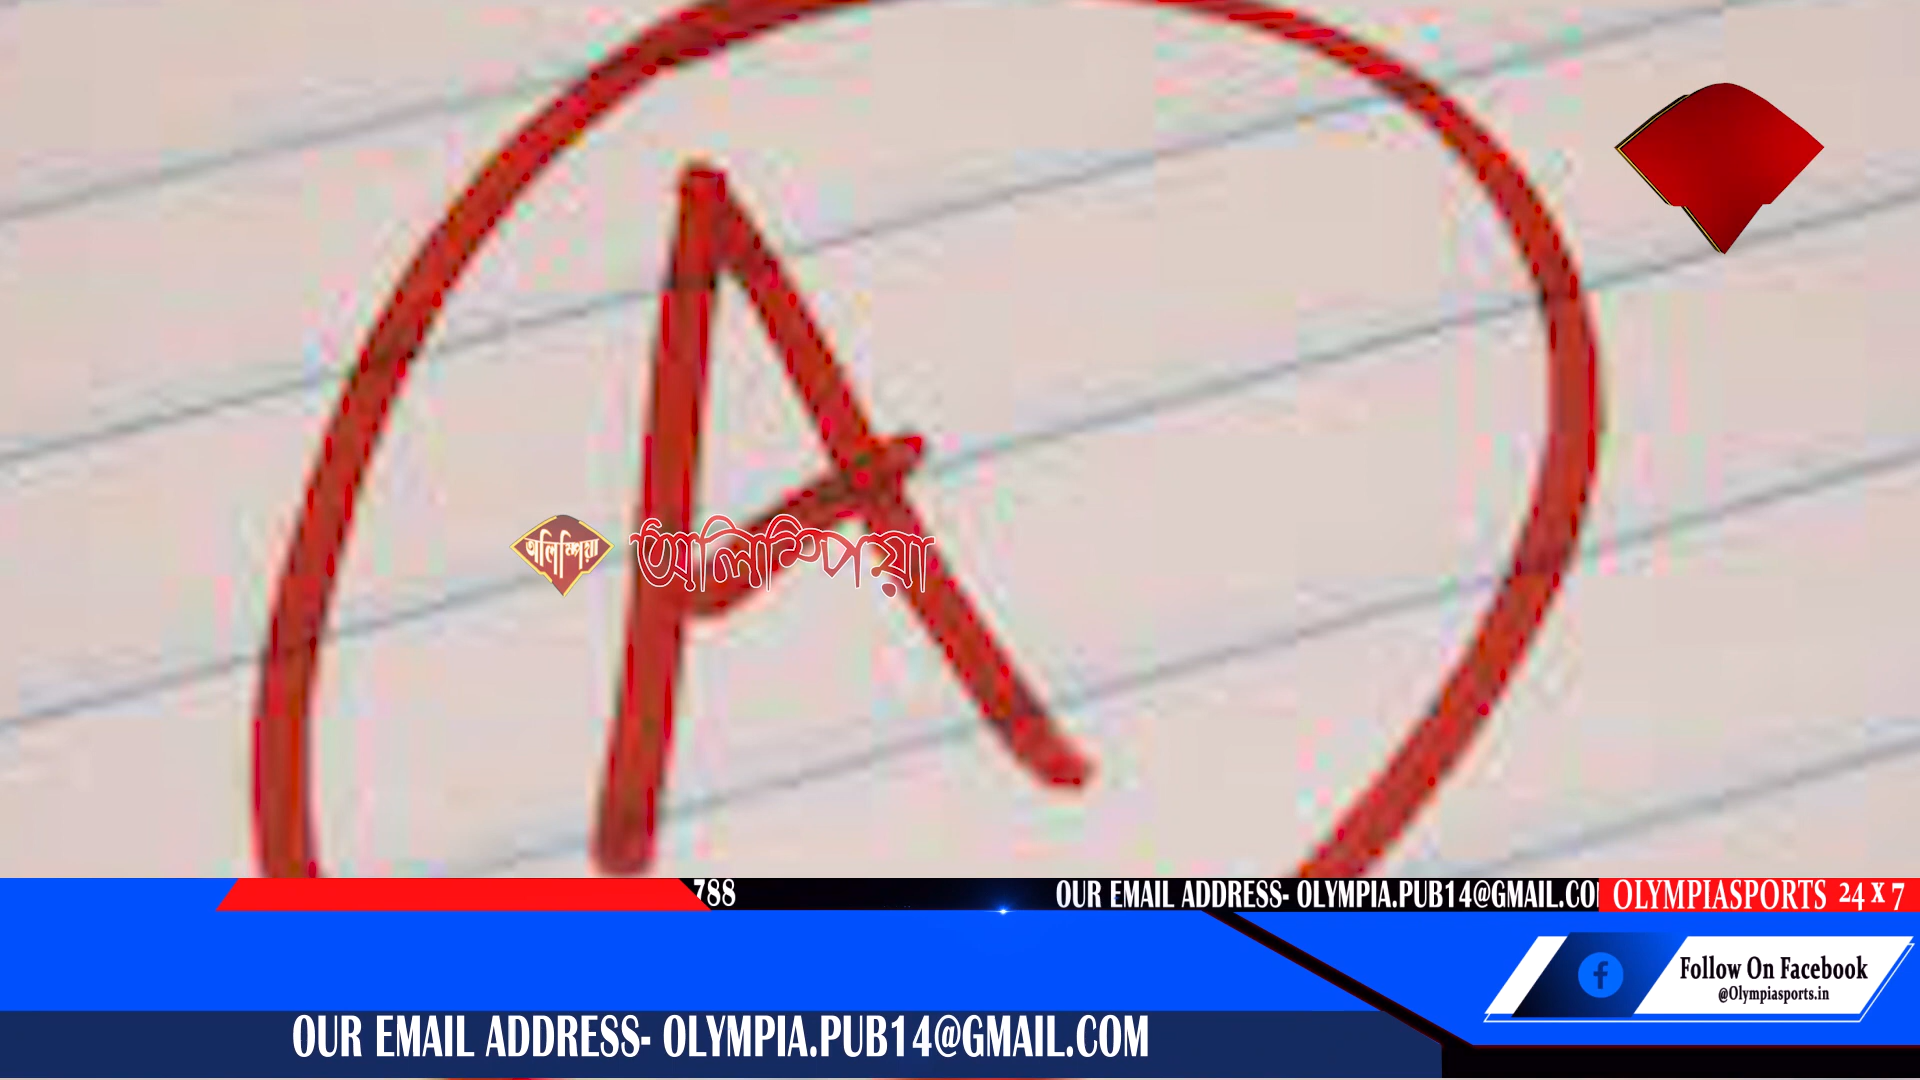 A
অলিম্পিয়া অলিম্পিয়া
788 OUR EMAIL ADDRESS- OLYMPIA.PUB14@GMAIL.CO OLYMPIASPORTS 24 x 7
Follow On Facebook
@Olympiasports.in
OUR EMAIL ADDRESS- OLYMPIA.PUB14@GMAIL.COM